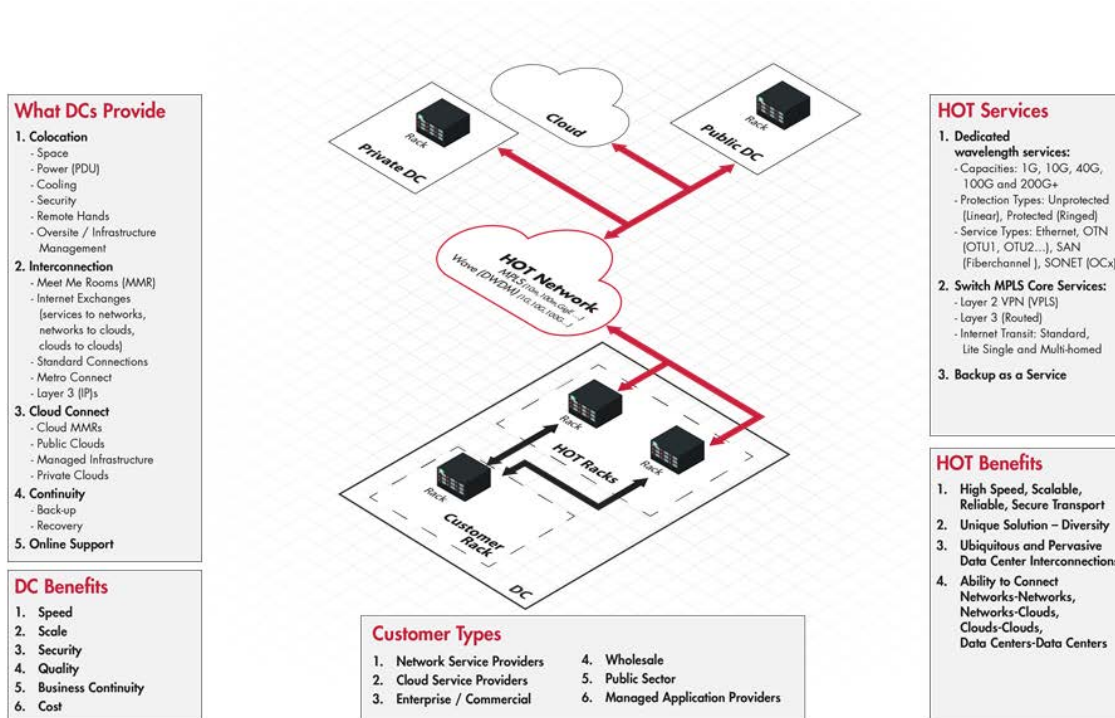 What DCs Provide
1. Colocation
- Space
- Power (PDU)
- Cooling
- Security
- Remote Hands
- Oversite / Infrastructure
Management
2. Interconnection
- Meet Me Rooms (MMR)
- Internet Exchanges
(services to networks,
networks to clouds,
clouds to clouds)
- Standard Connections
- Metro Connect
- Layer 3 (IP)s
3. Cloud Connect
- Cloud MMRs
- Public Clouds
- Managed Infrastructure
- Private Clouds
4. Continuity
- Back-up
- Recovery
5. Online Support
DC Benefits
1. Speed
2. Scale
3. Security
4. Quality
5. Business Continuity
6. Cost
Cloud
Rack
Private DC
Rack
Public DC
HOT Network
MPLS (10m, 100m, GigE....)
Wave (DWDM) (1G, 10G, 100G...)
Rack
HOT Racks
Rack
Rack
Customer
Rack
DC
Customer Types
1. Network Service Providers
2. Cloud Service Providers
3. Enterprise / Commercial
4. Wholesale
5. Public Sector
6. Managed Application Providers
HOT Services
1. Dedicated
wavelength services:
- Capacities: 1G, 10G, 40G,
100G and 200G+
- Protection Types: Unprotected
(Linear), Protected (Ringed)
- Service Types: Ethernet, OTN
(OTU1, OTU2...), SAN
(Fiberchannel ), SONET (OCx)
2. Switch MPLS Core Services:
- Layer 2 VPN (VPLS)
- Layer 3 (Routed)
- Internet Transit: Standard,
Lite Single and Multi-homed
3. Backup as a Service
HOT Benefits
1. High Speed, Scalable,
Reliable, Secure Transport
2. Unique Solution – Diversity
3. Ubiquitous and Pervasive
Data Center Interconnections
4. Ability to Connect
Networks-Networks,
Networks-Clouds,
Clouds-Clouds,
Data Centers-Data Centers